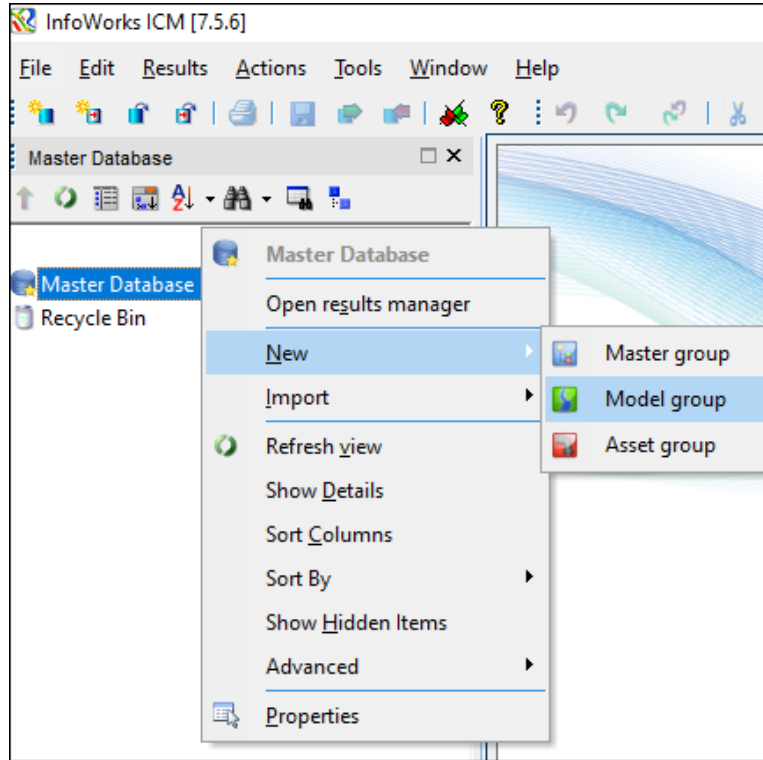 InfoWorks ICM [7.5.6]
File Edit Results Actions Tools Window Help
Master Database
Master Database
Master Database
Open results manager
Recycle Bin
New
Master group
Import
Model group
Refresh view
Asset group
Show Details
Sort Columns
Sort By
Show Hidden Items
Advanced
Properties